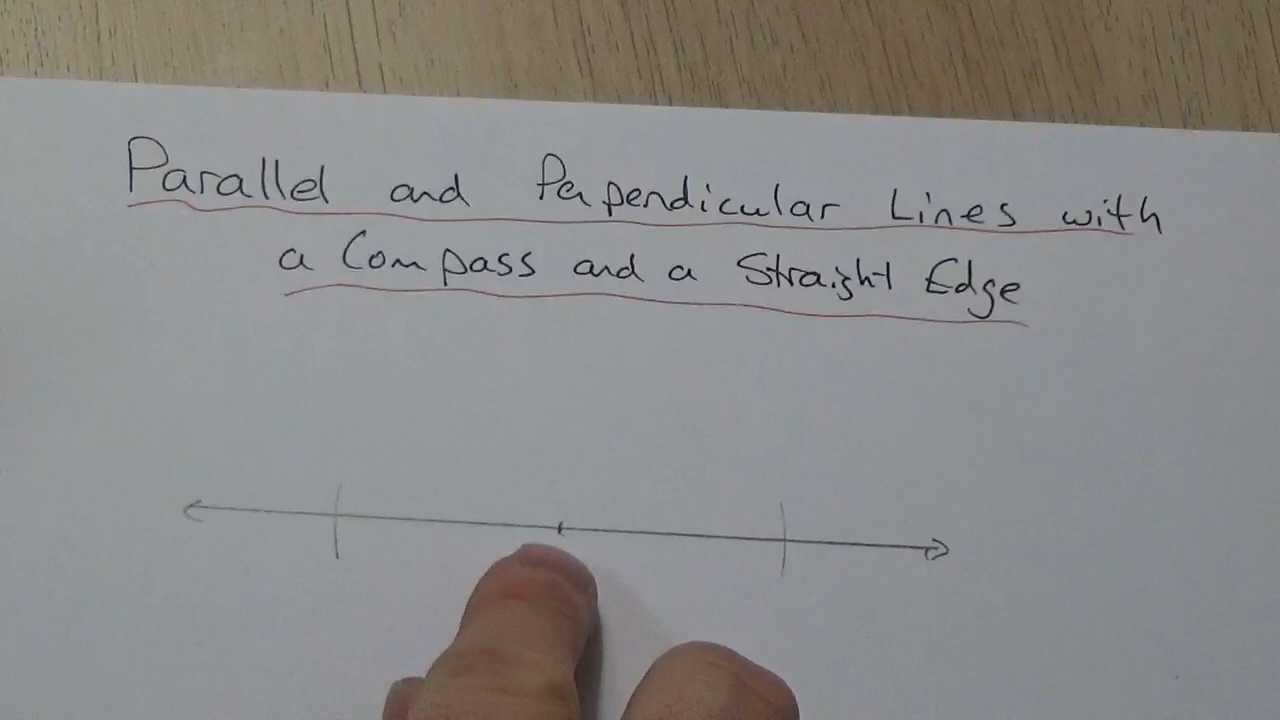 Parallel and Perpendicular Lines with
a Compass and a Straight Edge